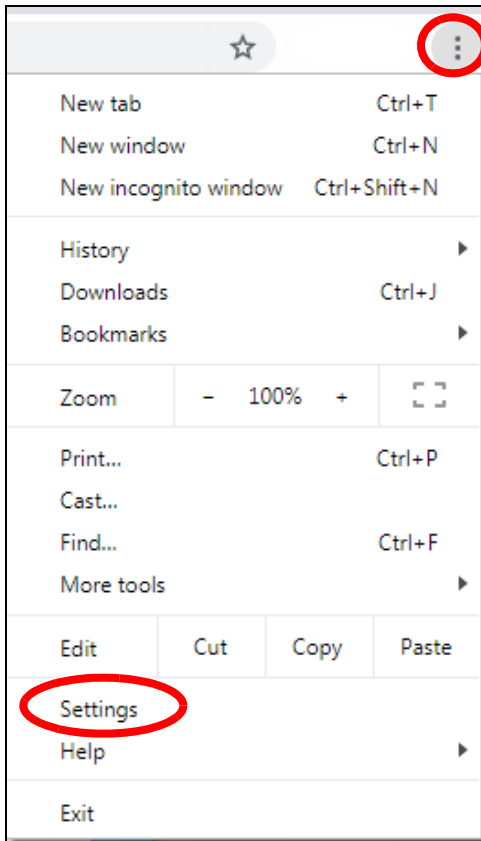 New tab Ctrl+T
New window Ctrl+N
New incognito window Ctrl+Shift+N
History
Downloads Ctrl+J
Bookmarks
Zoom - 100% +
Print... Ctrl+P
Cast...
Find... Ctrl+F
More tools
Edit Cut Copy Paste
Settings
Help
Exit